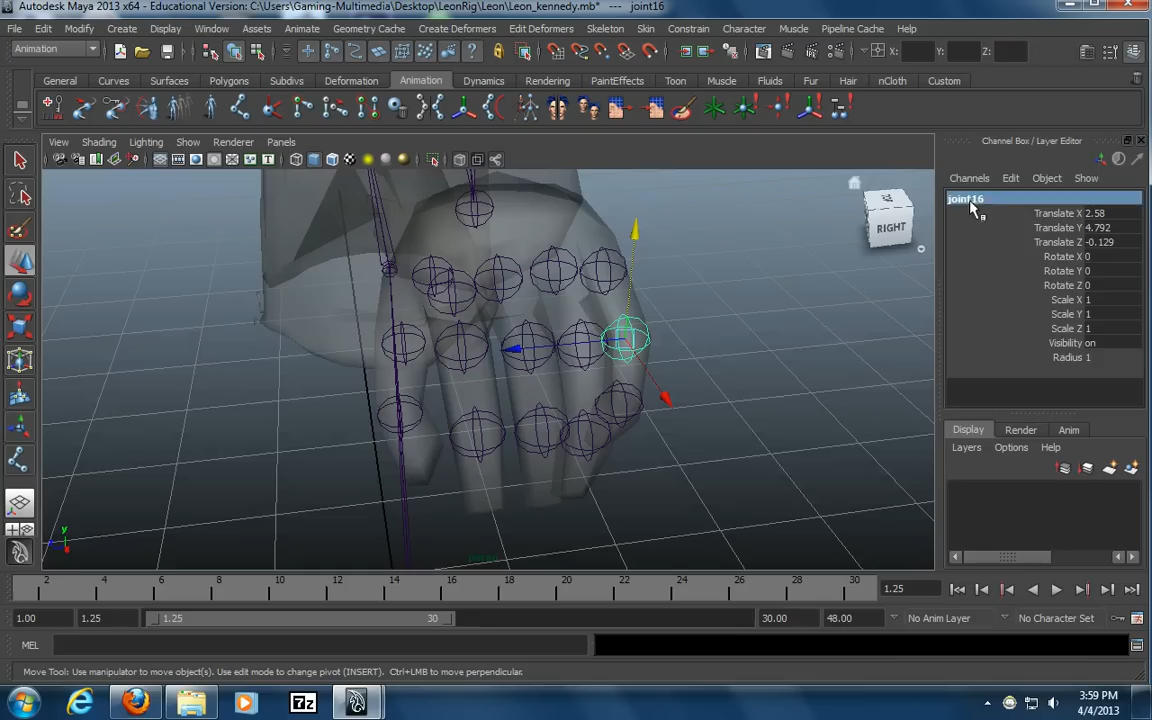 Autodesk Maya 2013 x64 - Educational Version: C:\Users\Gaming-Multimedia\Desktop\LeonRig\Leon\Leon_kennedy.mb* --- joint16
File Edit Modify Create Display Window Assets Animate Geometry Cache Create Deformers Edit Deformers Skeleton Skin Constrain Character Muscle Pipeline Cache Help
Animation X: Y: Z:
General Curves Surfaces Polygons Subdivs Deformation Animation Dynamics Rendering PaintEffects Toon Muscle Fluids Fur Hair nCloth Custom
View Shading Lighting Show Renderer Panels
Channel Box / Layer Editor
Channels Edit Object Show
joint16
Translate X 2.58
Translate Y 4.792
Translate Z -0.129
Rotate X 0
Rotate Y 0
Rotate Z 0
Scale X 1
Scale Y 1
Scale Z 1
Visibility on
Radius 1
RIGHT
Display Render Anim
Layers Options Help
y
persp
2 4 6 8 10 12 14 16 18 20 22 24 26 28 30
1.25
1.00 1.25 1.25 30 30.00 48.00 No Anim Layer No Character Set
MEL
Move Tool: Use manipulator to move object(s). Use edit mode to change pivot (INSERT). Ctrl+LMB to move perpendicular.
7z
3:59 PM
4/4/2013